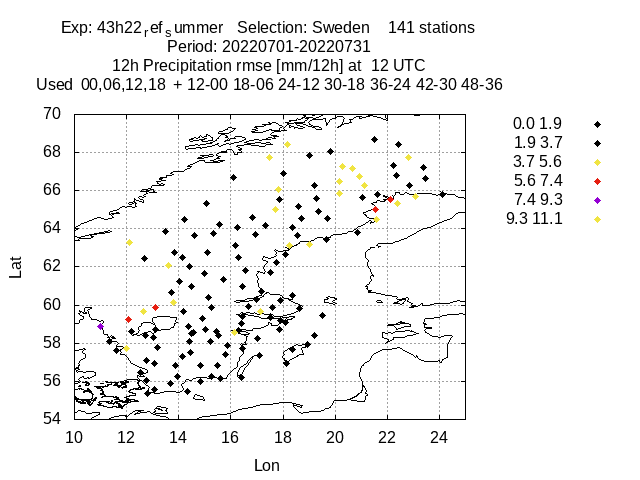 Exp: 43h22refsummer   Selection: Sweden    141 stations
Period: 20220701-20220731
12h Precipitation rmse [mm/12h] at  12 UTC
Used  00,06,12,18  + 12-00 18-06 24-12 30-18 36-24 42-30 48-36
0.0 1.9
1.9 3.7
3.7 5.6
5.6 7.4
7.4 9.3
9.3 11.1
70
68
66
64
62
60
58
56
54
Lat
10 12 14 16 18 20 22 24
Lon